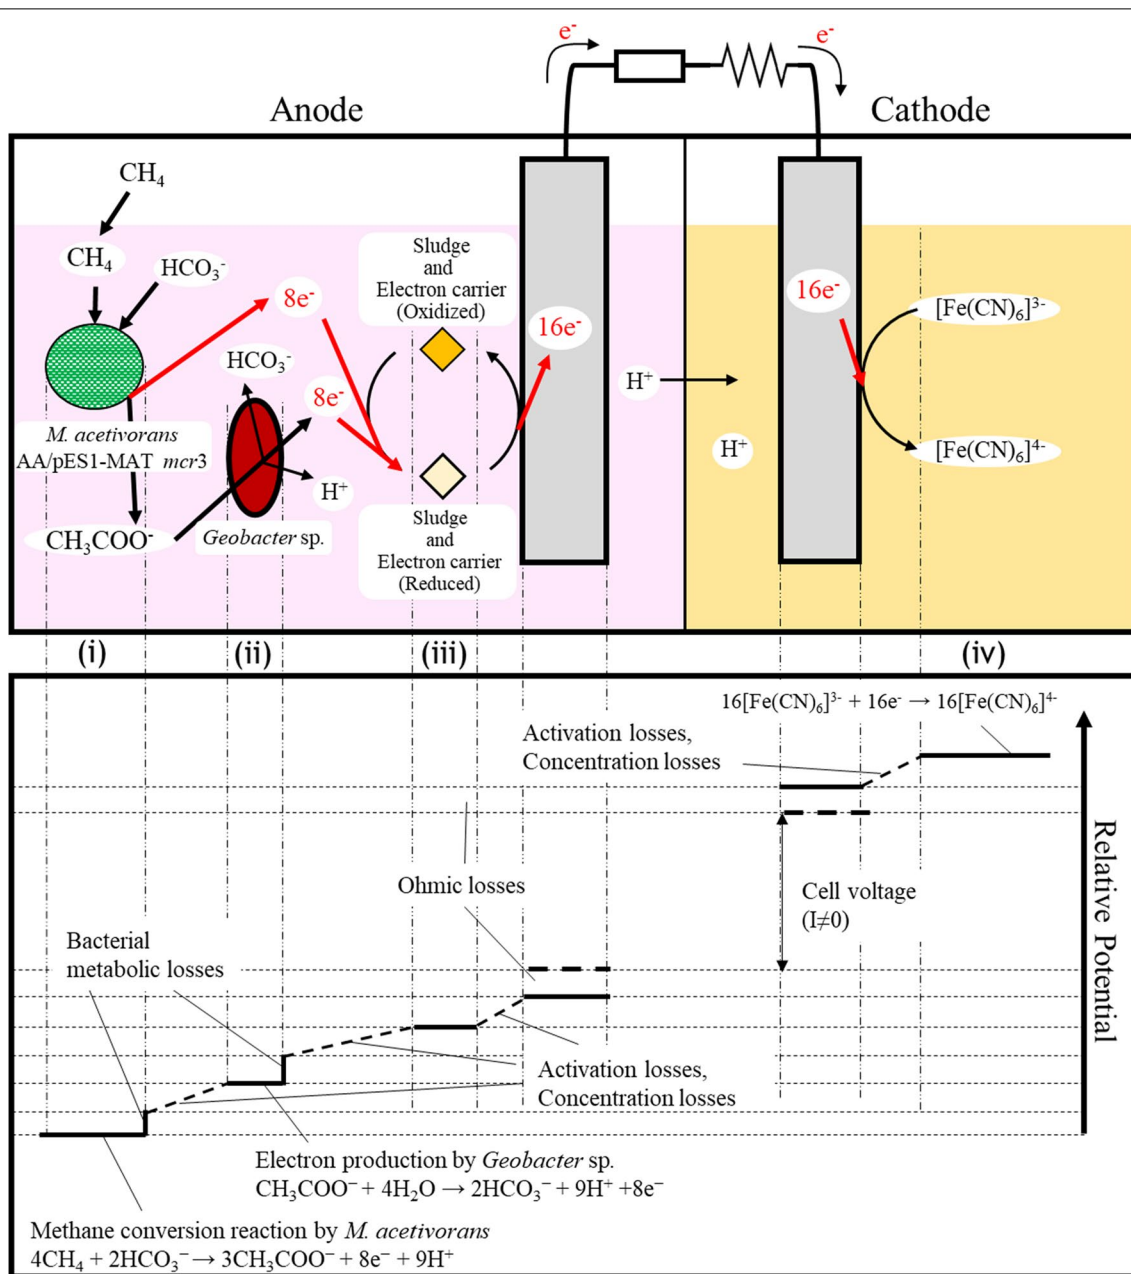 e⁻
e⁻
Anode
Cathode
CH₄
CH₄
HCO₃⁻
8e⁻
Sludge
and
Electron carrier
(Oxidized)
16e⁻
16e⁻
[Fe(CN)₆]³⁻
HCO₃⁻
8e⁻
H⁺
H⁺
[Fe(CN)₆]⁴⁻
M. acetivorans
AA/pES1-MAT mcr3
H⁺
CH₃COO⁻
Geobacter sp.
Sludge
and
Electron carrier
(Reduced)
(i)
(ii)
(iii)
(iv)
16[Fe(CN)₆]³⁻ + 16e⁻ → 16[Fe(CN)₆]⁴⁻
Activation losses,
Concentration losses
Relative Potential
Ohmic losses
Cell voltage
(I≠0)
Bacterial
metabolic losses
Activation losses,
Concentration losses
Electron production by Geobacter sp.
CH₃COO⁻ + 4H₂O → 2HCO₃⁻ + 9H⁺ +8e⁻
Methane conversion reaction by M. acetivorans
4CH₄ + 2HCO₃⁻ → 3CH₃COO⁻ + 8e⁻ + 9H⁺